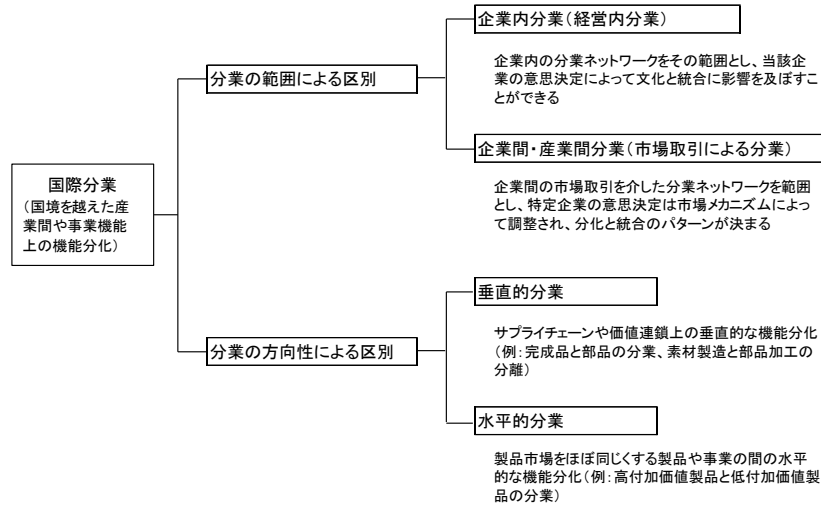 企業内分業(経営内分業)
企業内の分業ネットワークをその範囲とし、当該企
業の意思決定によって文化と統合に影響を及ぼすこ
とができる
分業の範囲による区別
企業間・産業間分業(市場取引による分業)
企業間の市場取引を介した分業ネットワークを範囲
とし、特定企業の意思決定は市場メカニズムによっ
て調整され、分化と統合のパターンが決まる
国際分業
(国境を越えた産
業間や事業機能
上の機能分化)
垂直的分業
サプライチェーンや価値連鎖上の垂直的な機能分化
(例:完成品と部品の分業、素材製造と部品加工の
分離)
分業の方向性による区別
水平的分業
製品市場をほぼ同じくする製品や事業の間の水平
的な機能分化(例:高付加価値製品と低付加価値製
品の分業)